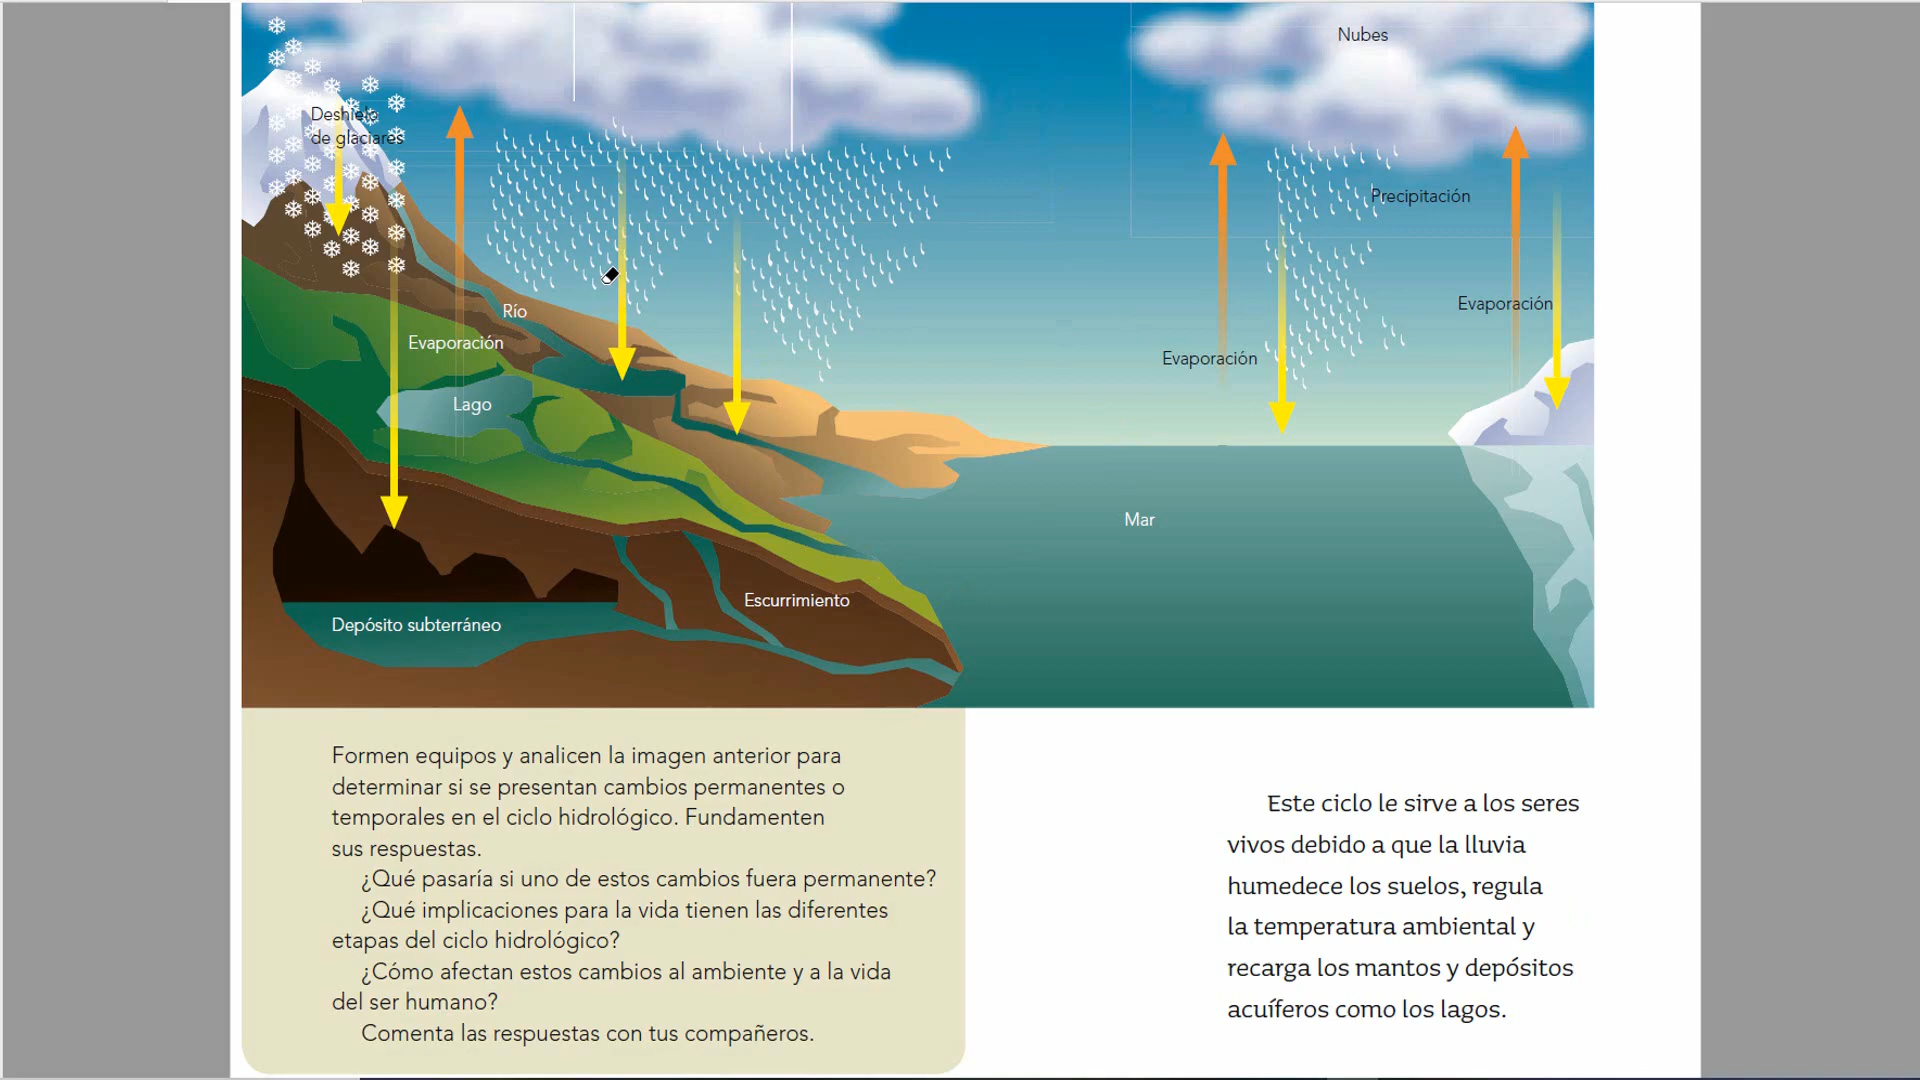 Nubes
Deshielo
de glaciares
Precipitación
Evaporación
Río
Evaporación
Evaporación
Lago
Mar
Escurrimiento
Depósito subterráneo
Formen equipos y analicen la imagen anterior para
determinar si se presentan cambios permanentes o
temporales en el ciclo hidrológico. Fundamenten
sus respuestas.
¿Qué pasaría si uno de estos cambios fuera permanente?
¿Qué implicaciones para la vida tienen las diferentes
etapas del ciclo hidrológico?
¿Cómo afectan estos cambios al ambiente y a la vida
del ser humano?
Comenta las respuestas con tus compañeros.
Este ciclo le sirve a los seres
vivos debido a que la lluvia
humedece los suelos, regula
la temperatura ambiental y
recarga los mantos y depósitos
acuíferos como los lagos.